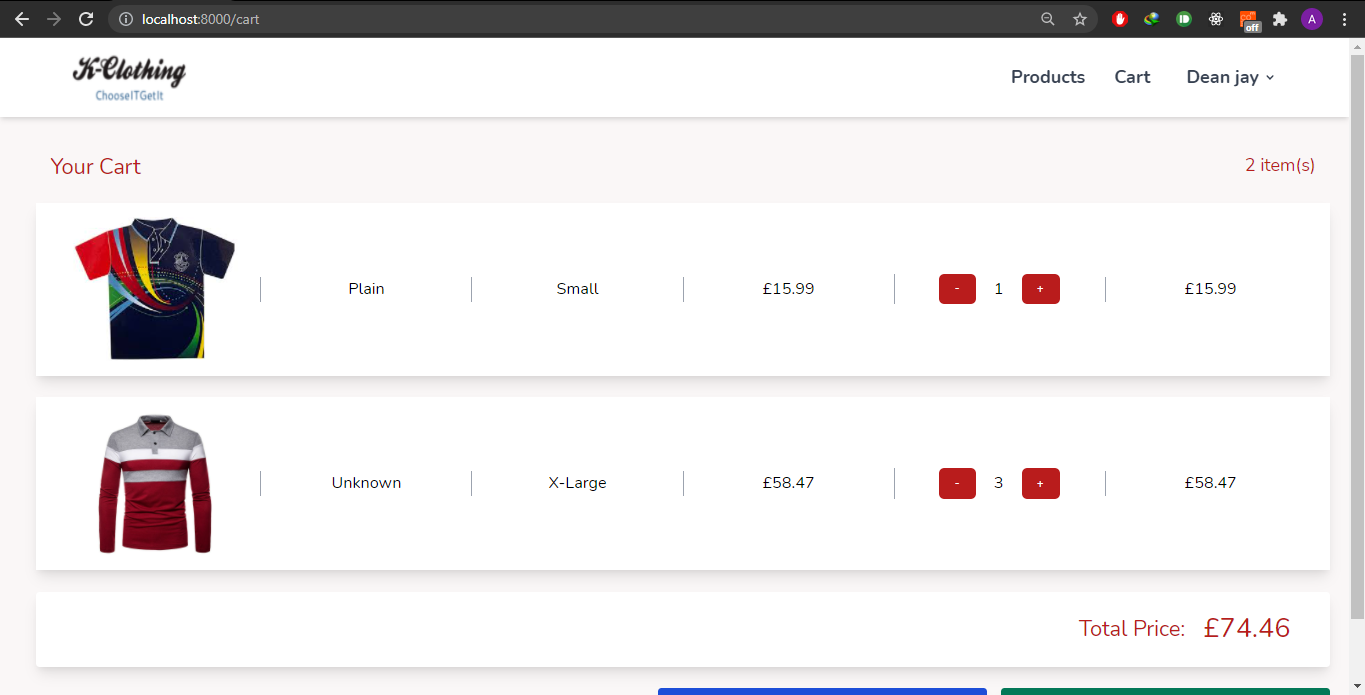 localhost:8000/cart
off
A
K-Clothing
ChooseITGetIt
Products Cart Dean jay
Your Cart
2 item(s)
Plain Small £15.99 - 1 + £15.99
Unknown X-Large £58.47 - 3 + £58.47
Total Price: £74.46